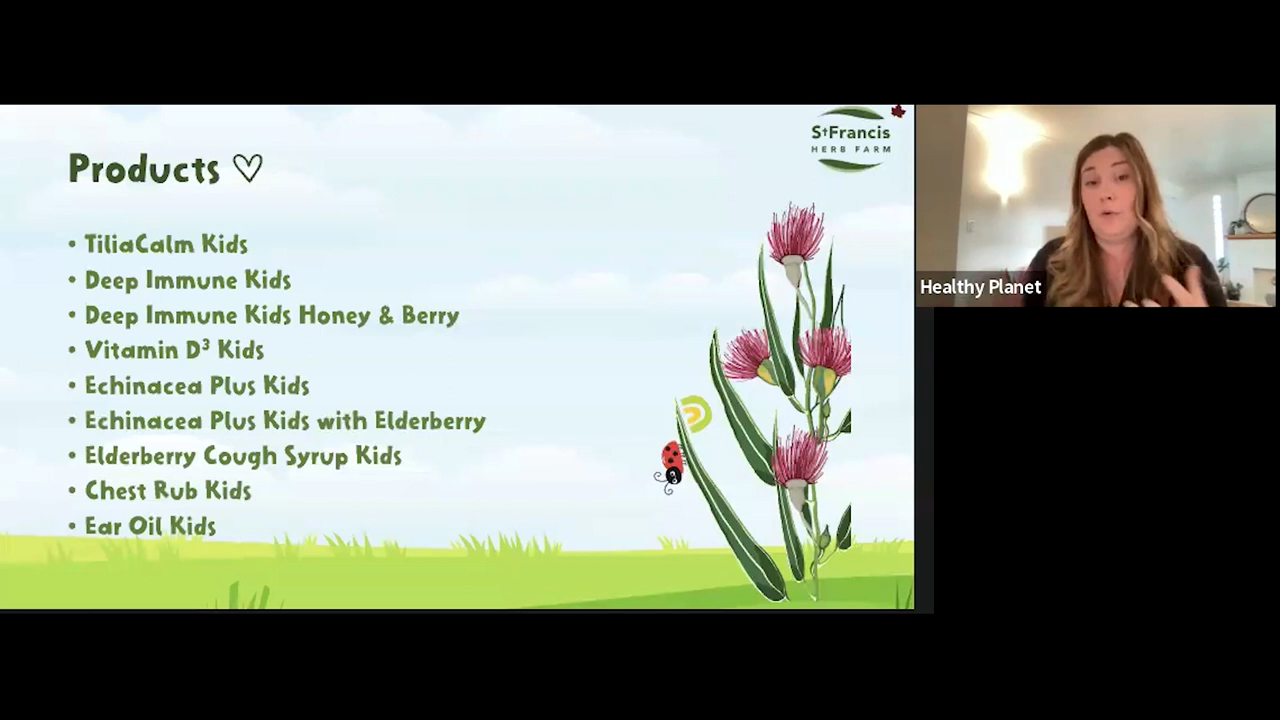 StFrancis
HERB FARM
Products ♡
• TiliaCalm Kids
• Deep Immune Kids
• Deep Immune Kids Honey & Berry
• Vitamin D³ Kids
• Echinacea Plus Kids
• Echinacea Plus Kids with Elderberry
• Elderberry Cough Syrup Kids
• Chest Rub Kids
• Ear Oil Kids
Healthy Planet